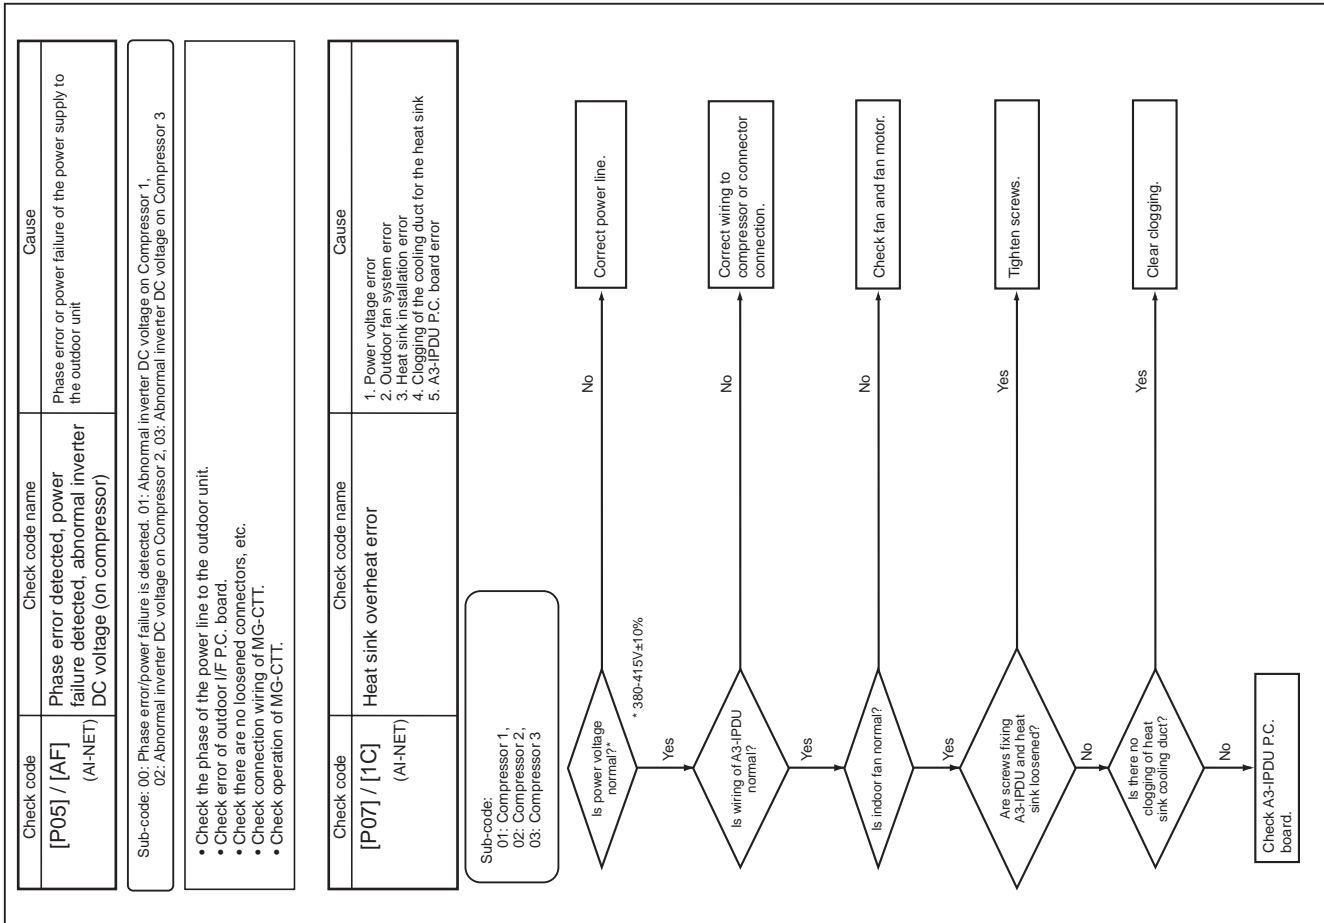 Check code
Check code name
Cause
[P05] / [AF]
(AI-NET)
Phase error detected, power
failure detected, abnormal inverter
DC voltage (on compressor)
Phase error or power failure of the power supply to
the outdoor unit
Sub-code: 00: Phase error/power failure is detected. 01: Abnormal inverter DC voltage on Compressor 1,
02: Abnormal inverter DC voltage on Compressor 2, 03: Abnormal inverter DC voltage on Compressor 3
• Check the phase of the power line to the outdoor unit.
• Check error of outdoor I/F P.C. board.
• Check there are no loosened connectors, etc.
• Check connection wiring of MG-CTT.
• Check operation of MG-CTT.
Check code
Check code name
Cause
[P07] / [1C]
(AI-NET)
Heat sink overheat error
1. Power voltage error
2. Outdoor fan system error
3. Heat sink installation error
4. Clogging of the cooling duct for the heat sink
5. A3-IPDU P.C. board error
Sub-code:
01: Compressor 1,
02: Compressor 2,
03: Compressor 3
Is power voltage
normal?*
* 380-415V±10%
No
Correct power line.
Yes
Is wiring of A3-IPDU
normal?
No
Correct wiring to
compressor or connector
connection.
Yes
Is indoor fan normal?
No
Check fan and fan motor.
Yes
Are screws fixing
A3-IPDU and heat
sink loosened?
Yes
Tighten screws.
No
Is there no
clogging of heat
sink cooling duct?
Yes
Clear clogging.
No
Check A3-IPDU P.C.
board.